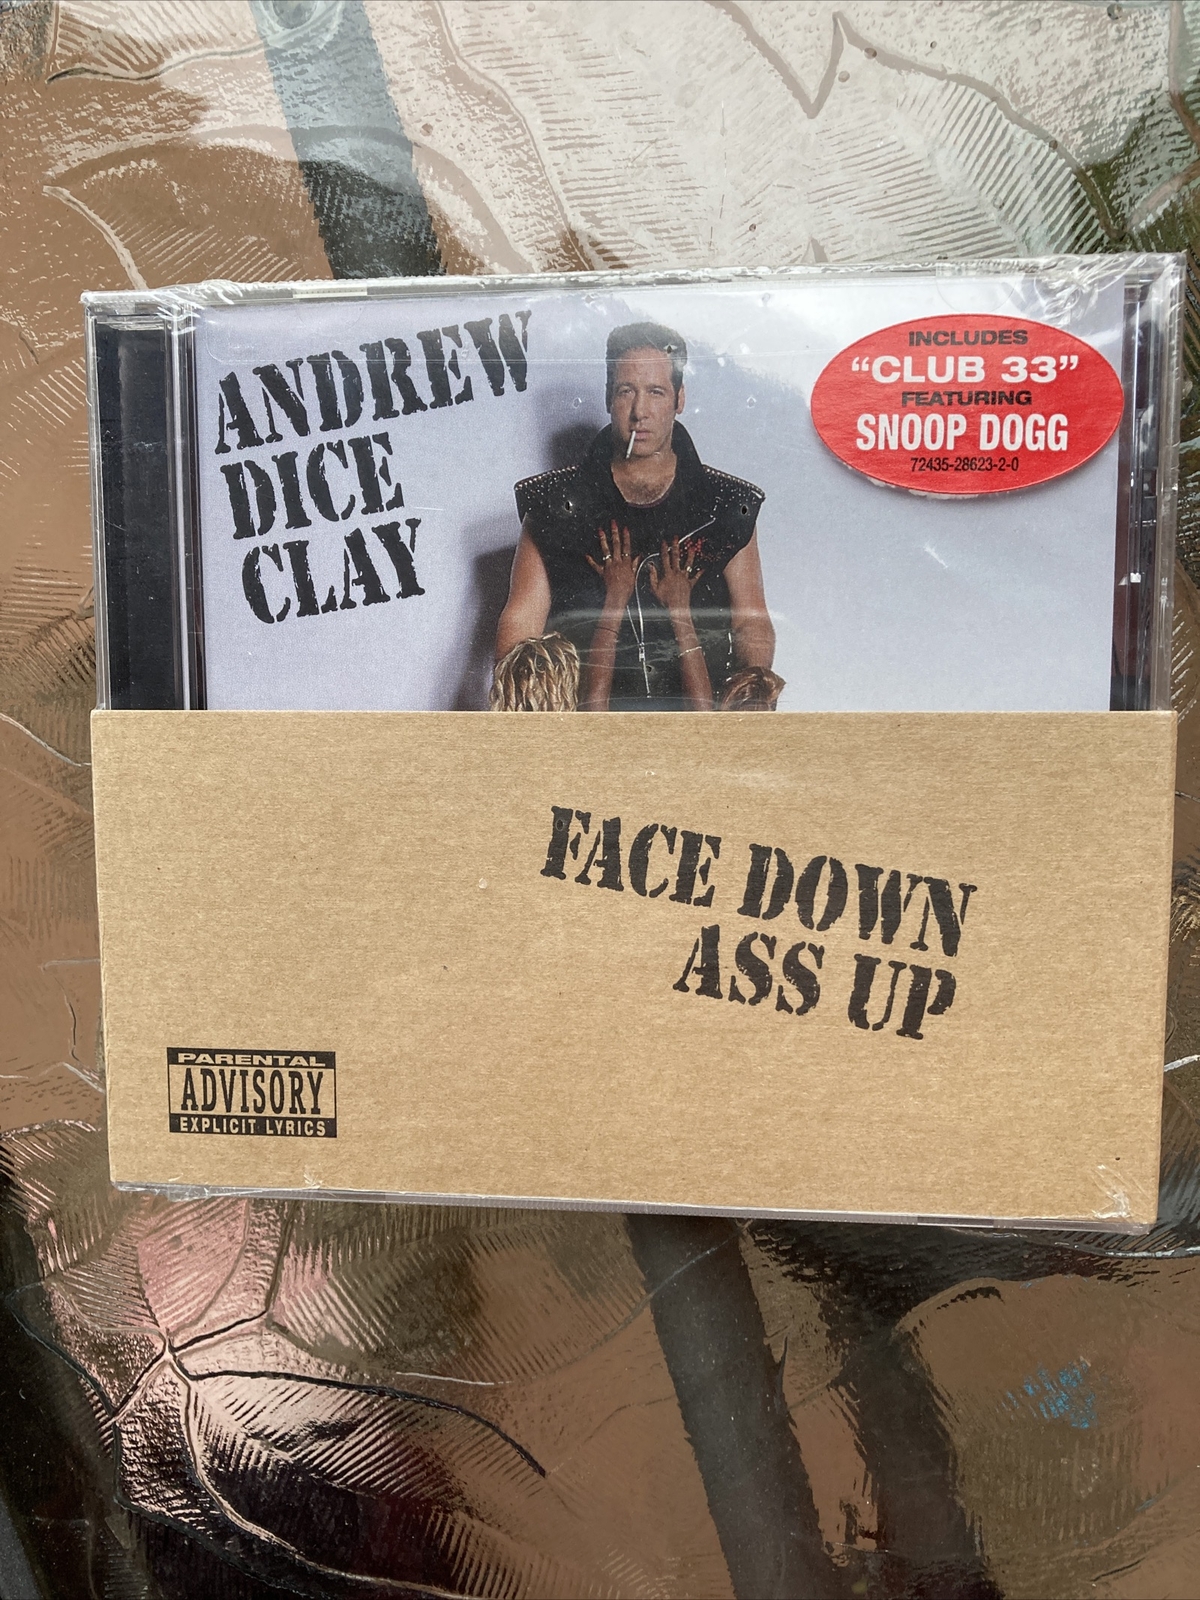 ANDREW
DICE
CLAY
INCLUDES
“CLUB 33”
FEATURING
SNOOP DOGG
72435-28623-2-0
FACE DOWN
ASS UP
PARENTAL
ADVISORY
EXPLICIT LYRICS